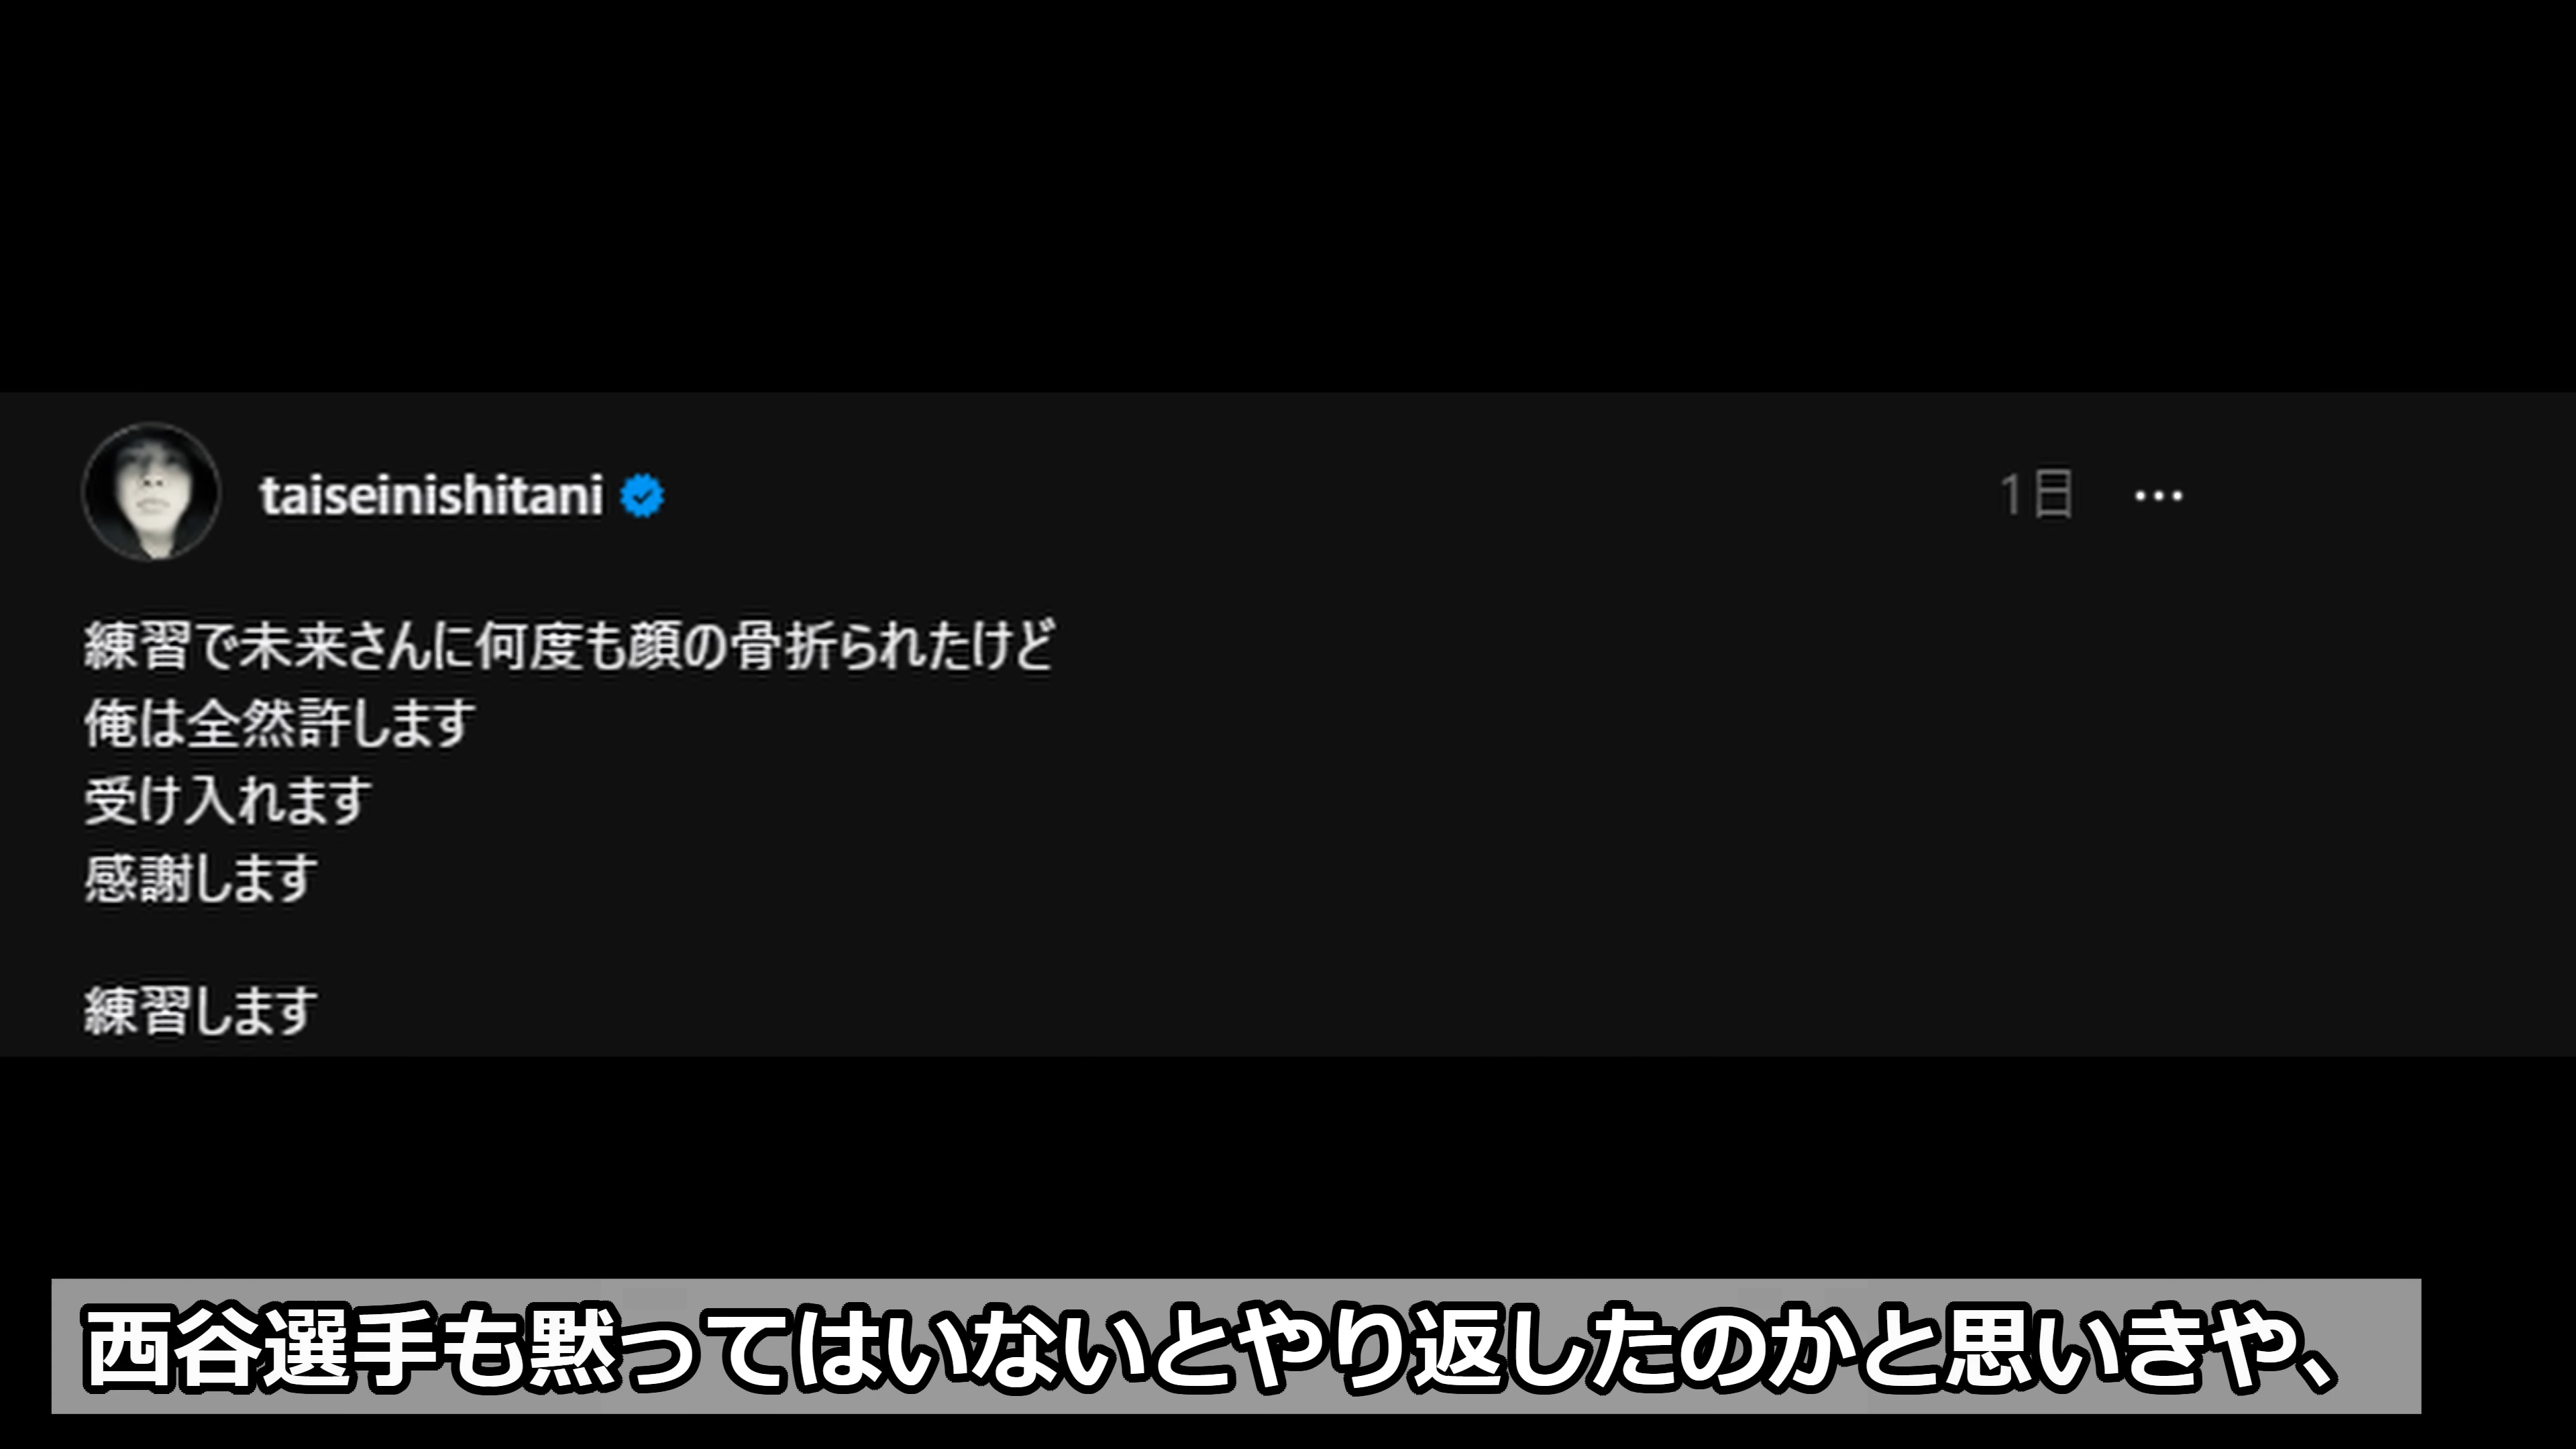 taiseinishitani
1日
練習で未来さんに何度も顔の骨折られたけど
俺は全然許します
受け入れます
感謝します
練習します
西谷選手も黙ってはいないとやり返したのかと思いきや、